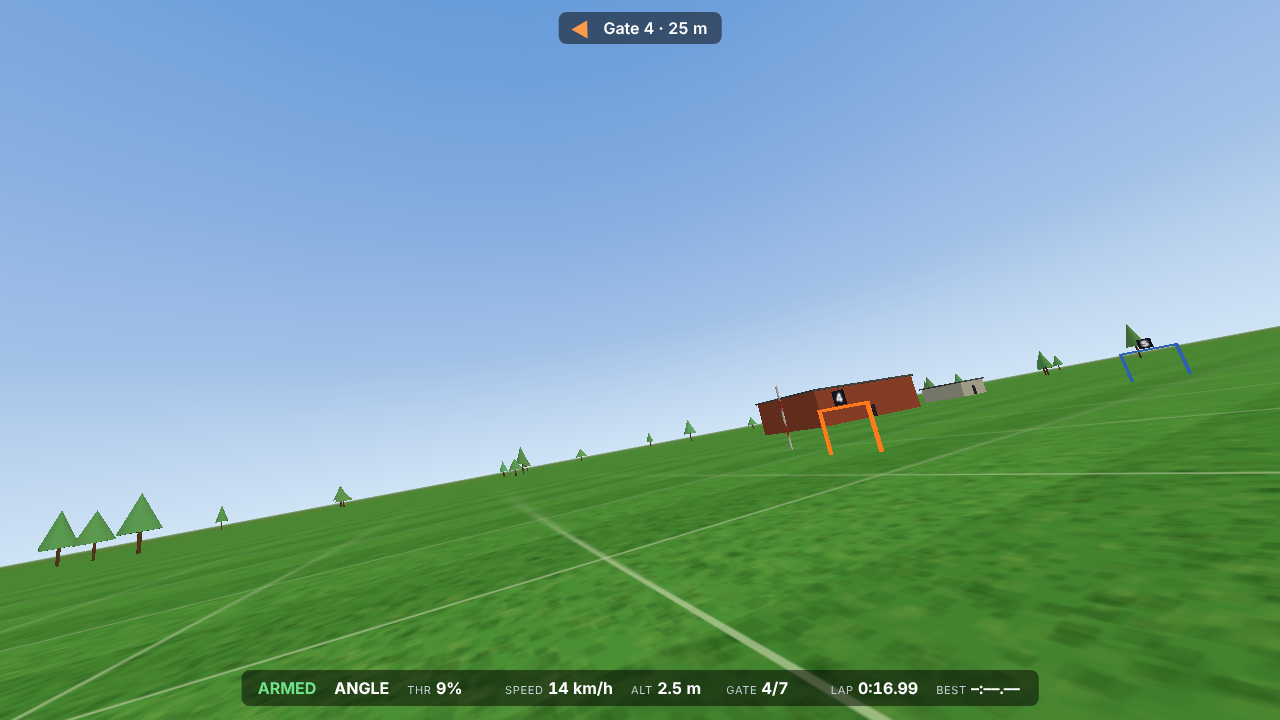 Gate 4 · 25 m
4
ARMED ANGLE THR 9% SPEED 14 km/h ALT 2.5 m GATE 4/7 LAP 0:16.99 BEST –:––.––